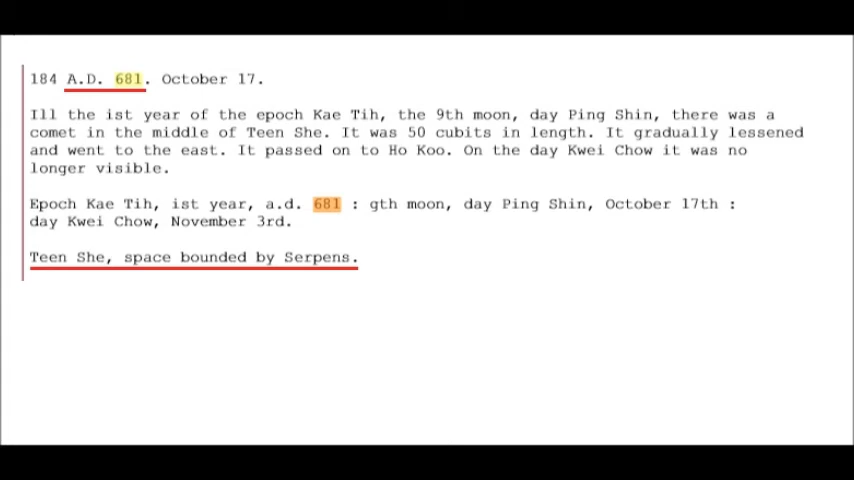 184 A.D. 681. October 17.
Ill the ist year of the epoch Kae Tih, the 9th moon, day Ping Shin, there was a
comet in the middle of Teen She. It was 50 cubits in length. It gradually lessened
and went to the east. It passed on to Ho Koo. On the day Kwei Chow it was no
longer visible.
Epoch Kae Tih, ist year, a.d. 681 : gth moon, day Ping Shin, October 17th :
day Kwei Chow, November 3rd.
Teen She, space bounded by Serpens.